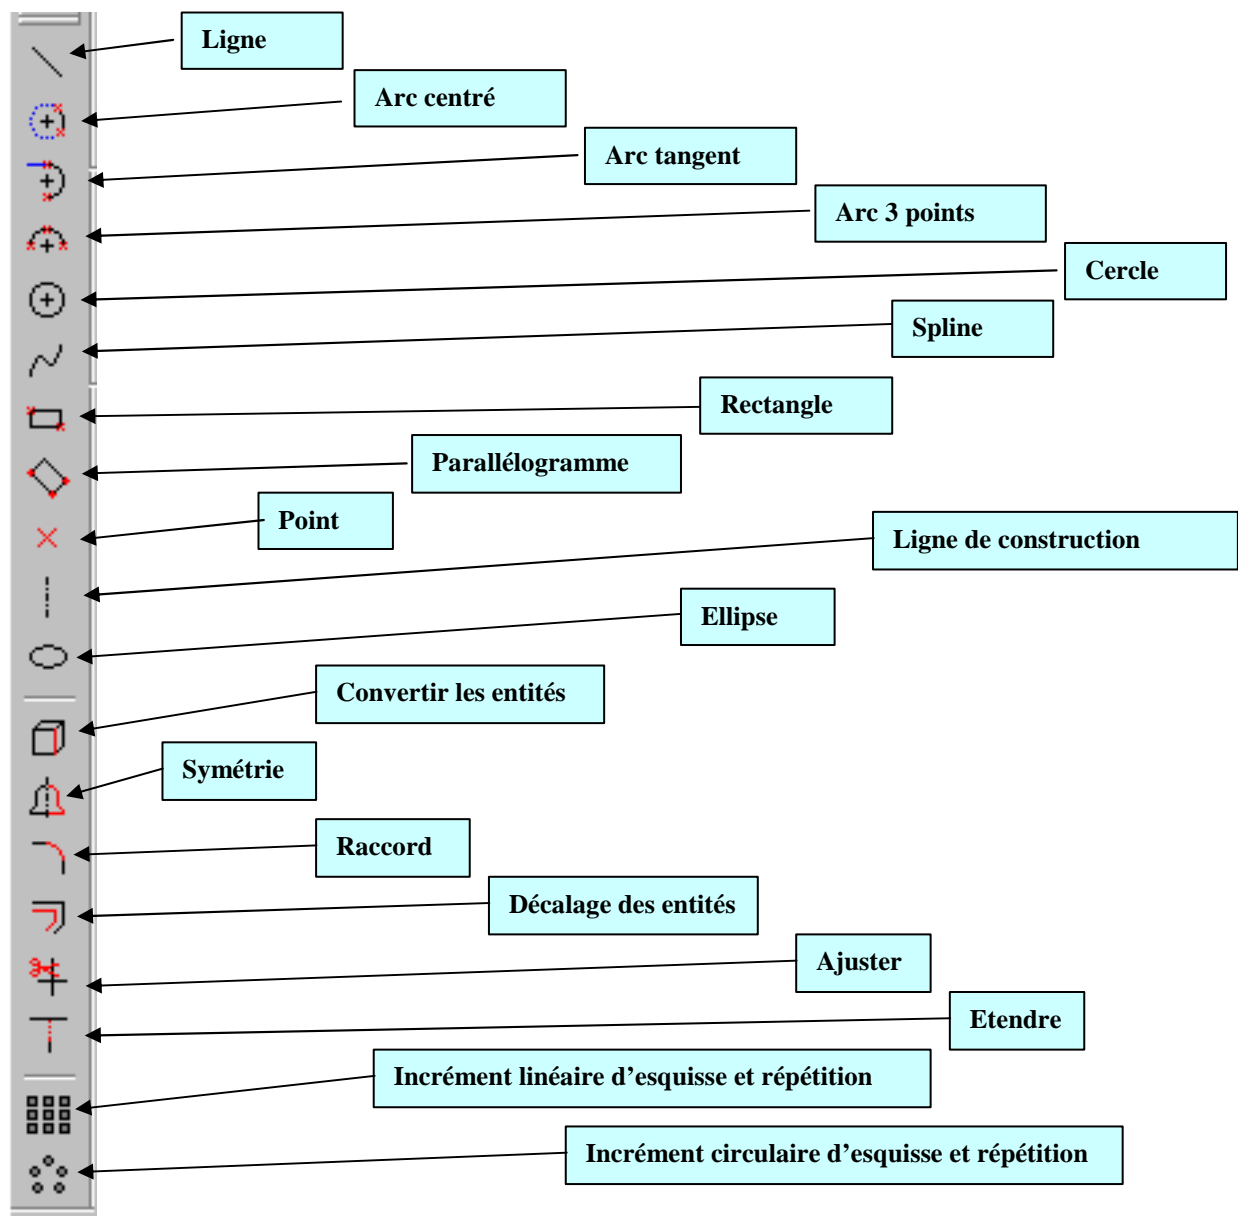 Ligne
Arc centré
Arc tangent
Arc 3 points
Cercle
Spline
Rectangle
Parallélogramme
Point
Ligne de construction
Ellipse
Convertir les entités
Symétrie
Raccord
Décalage des entités
Ajuster
Etendre
Incrément linéaire d’esquisse et répétition
Incrément circulaire d’esquisse et répétition